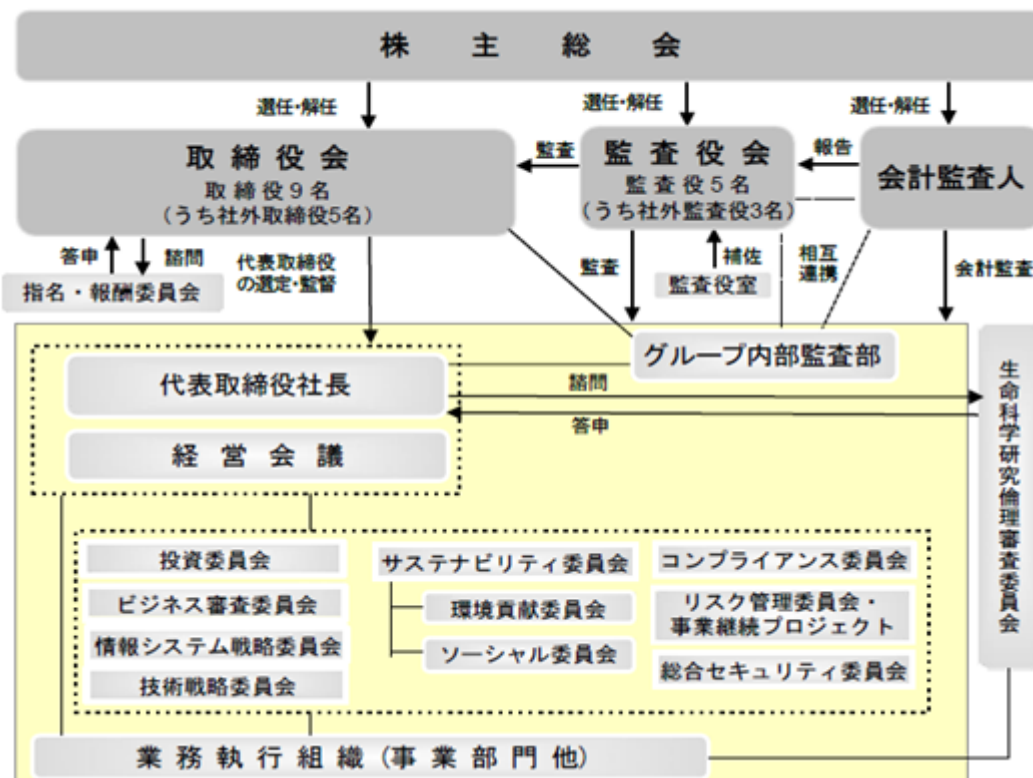 株主総会
選任・解任
選任・解任
選任・解任
取締役会
取締役9名
(うち社外取締役5名)
監査
監査役会
監査役5名
(うち社外監査役3名)
報告
会計監査人
答申
諮問
代表取締役
の選定・監督
監査
補佐
相互
連携
会計監査
指名・報酬委員会
監査役室
グループ内部監査部
代表取締役社長
諮問
答申
経営会議
生命科学研究倫理審査委員会
投資委員会
ビジネス審査委員会
情報システム戦略委員会
技術戦略委員会
サステナビリティ委員会
環境貢献委員会
ソーシャル委員会
コンプライアンス委員会
リスク管理委員会・
事業継続プロジェクト
総合セキュリティ委員会
業務執行組織(事業部門他)